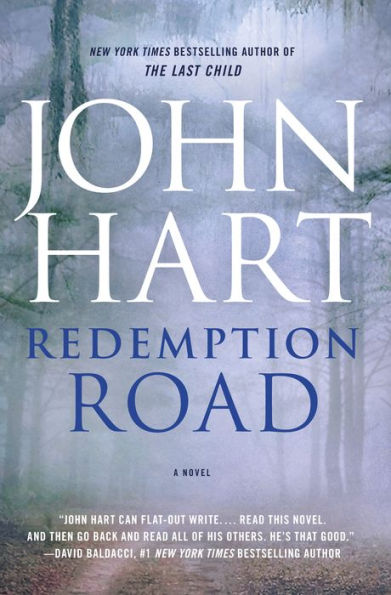 NEW YORK TIMES BESTSELLING AUTHOR OF
THE LAST CHILD
JOHN
HART
REDEMPTION
ROAD
A NOVEL
“JOHN HART CAN FLAT-OUT WRITE.... READ THIS NOVEL.
AND THEN GO BACK AND READ ALL OF HIS OTHERS. HE’S THAT GOOD.”
—DAVID BALDACCI, #1 NEW YORK TIMES BESTSELLING AUTHOR